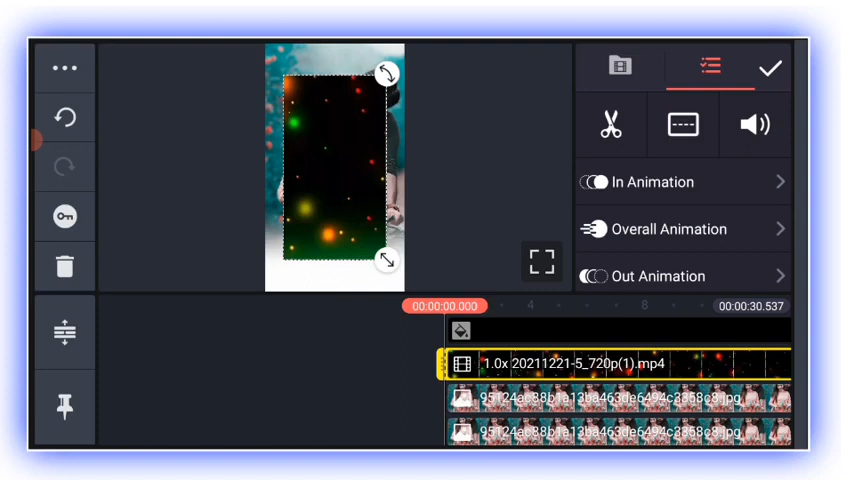 In Animation
Overall Animation
Out Animation
00:00:00.000
4
8
00:00:30.537
1.0x 20211221-5_720p(1).mp4
95124ac88b1a13ba463de6494c3358c8.jpg
95124ac88b1a13ba463de6494c3358c8.jpg